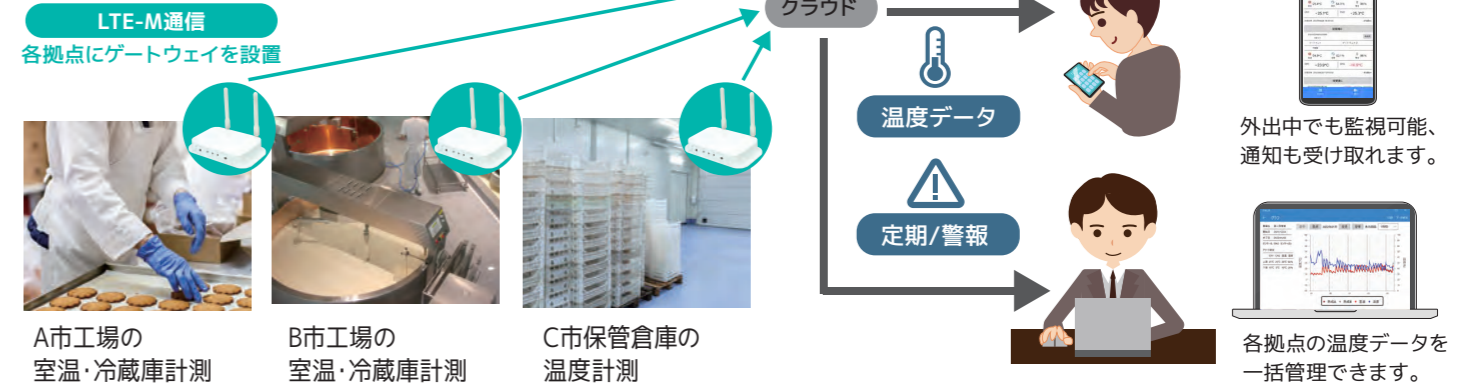 LTE-M通信
各拠点にゲートウェイを設置
クラウド
温度データ
定期/警報
外出中でも監視可能、
通知も受け取れます。
A市工場の
室温・冷蔵庫計測
B市工場の
室温・冷蔵庫計測
C市保管倉庫の
温度計測
各拠点の温度データを
一括管理できます。